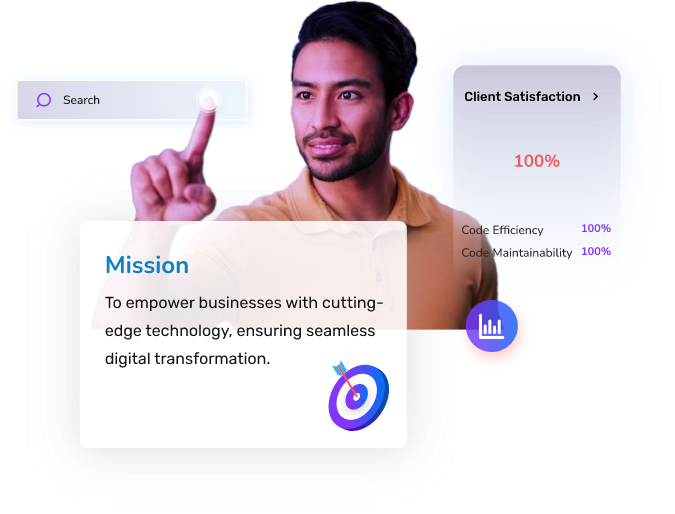 Search
Client Satisfaction
100%
Code Efficiency 100%
Code Maintainability 100%
Mission
To empower businesses with cutting-
edge technology, ensuring seamless
digital transformation.